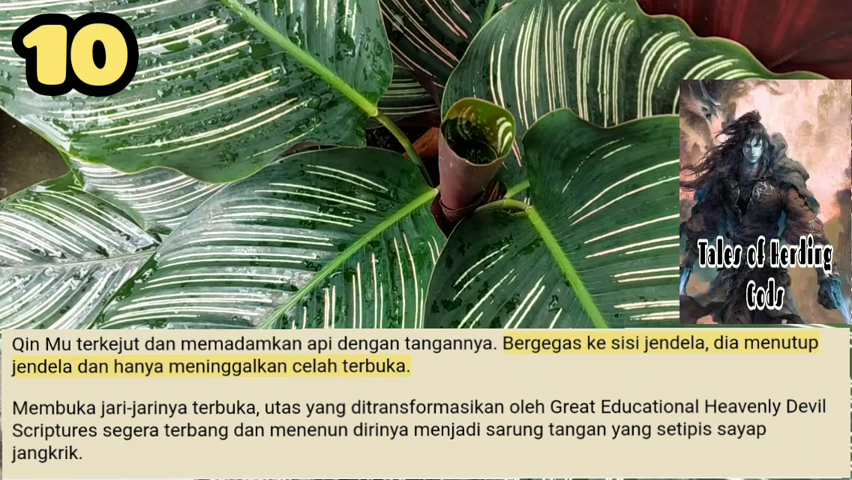 10
Tales of Herding
Gods
Qin Mu terkejut dan memadamkan api dengan tangannya. Bergegas ke sisi jendela, dia menutup
jendela dan hanya meninggalkan celah terbuka.
Membuka jari-jarinya terbuka, utas yang ditransformasikan oleh Great Educational Heavenly Devil
Scriptures segera terbang dan menenun dirinya menjadi sarung tangan yang setipis sayap
jangkrik.